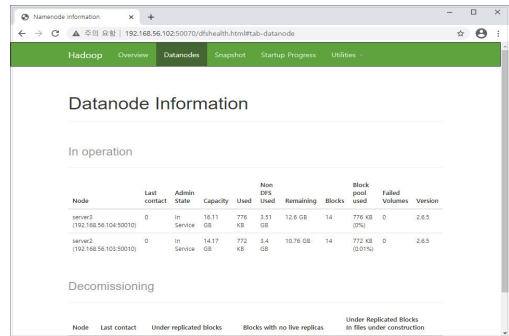 Namenode information
주의 요함 | 192.168.56.102:50070/dfshealth.html#tab-datanode
Hadoop Overview Datanodes Snapshot Startup Progress Utilities
Datanode Information
In operation
Node Last contact Admin State Capacity Used Non DFS Used Remaining Blocks Block pool used Failed Volumes Version
server3 (192.168.56.104:50010) 0 In Service 16.11 GB 776 KB 3.51 GB 12.6 GB 14 776 KB (0%) 0 2.6.5
server2 (192.168.56.103:50010) 0 In Service 14.17 GB 772 KB 3.4 GB 10.76 GB 14 772 KB (0.01%) 0 2.6.5
Decomissioning
Node Last contact Under replicated blocks Blocks with no live replicas Under Replicated Blocks In files under construction